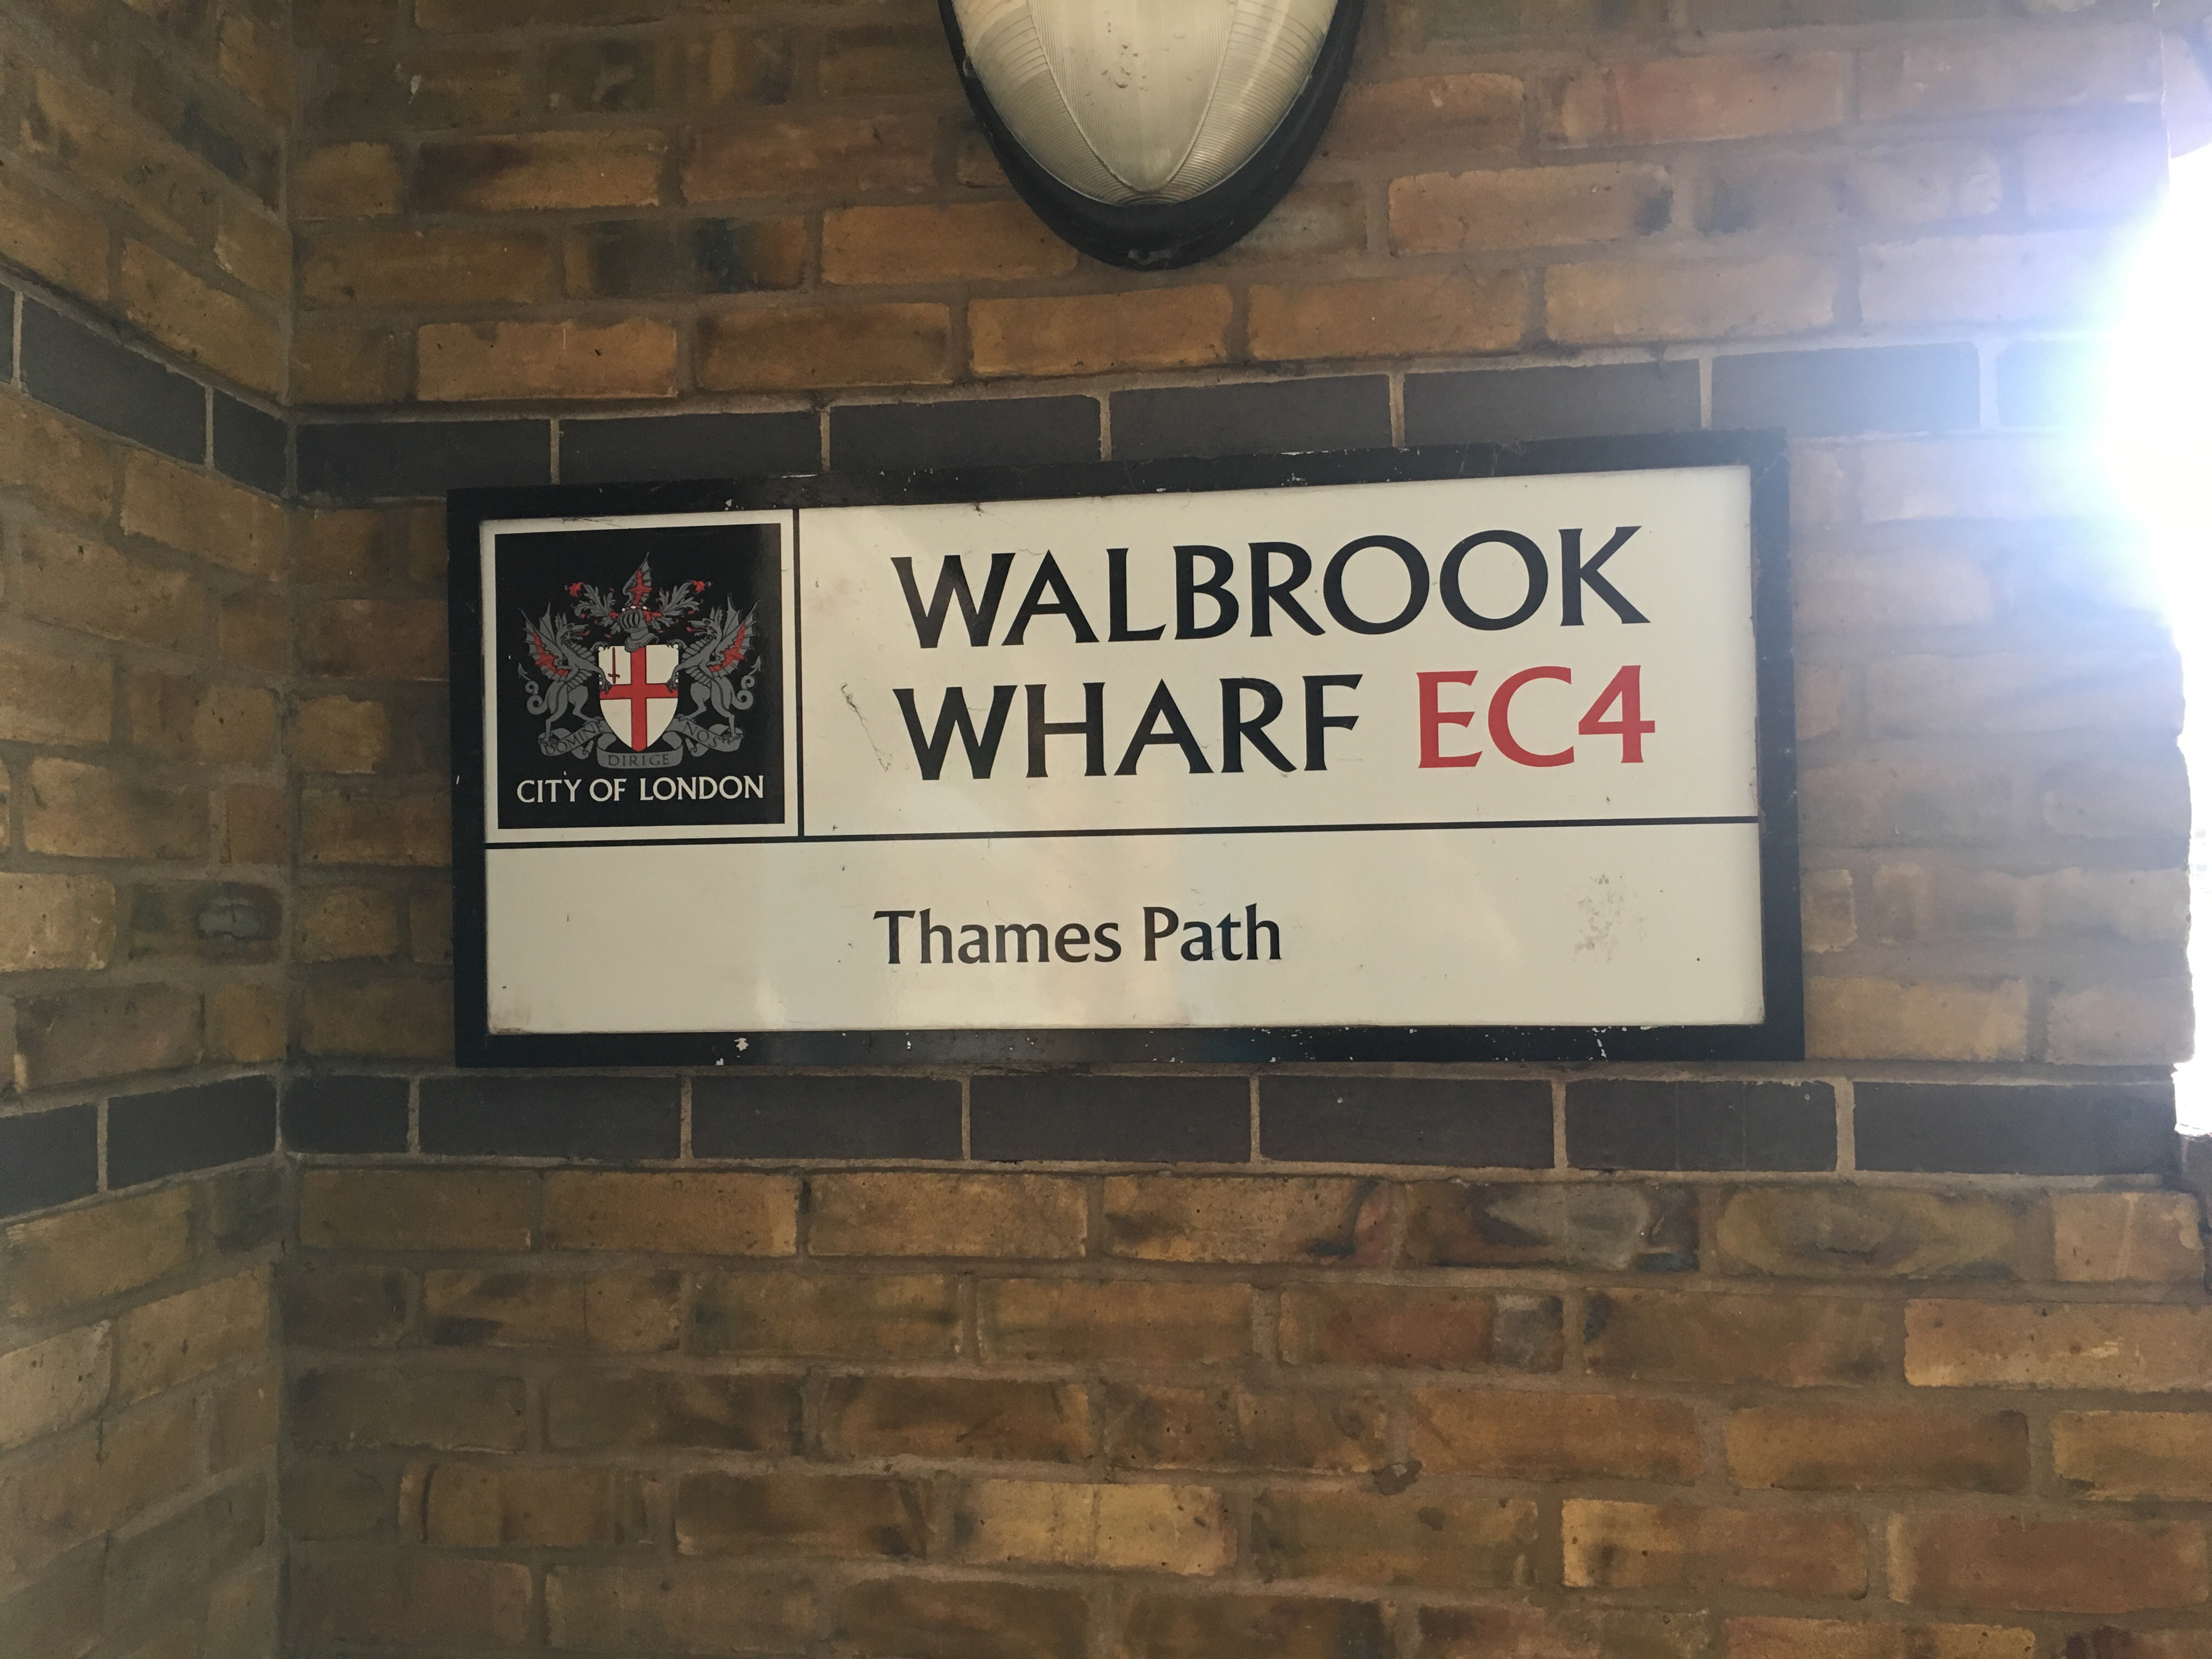 DOMINE DIRIGE NOS
CITY OF LONDON
WALBROOK
WHARF EC4
Thames Path